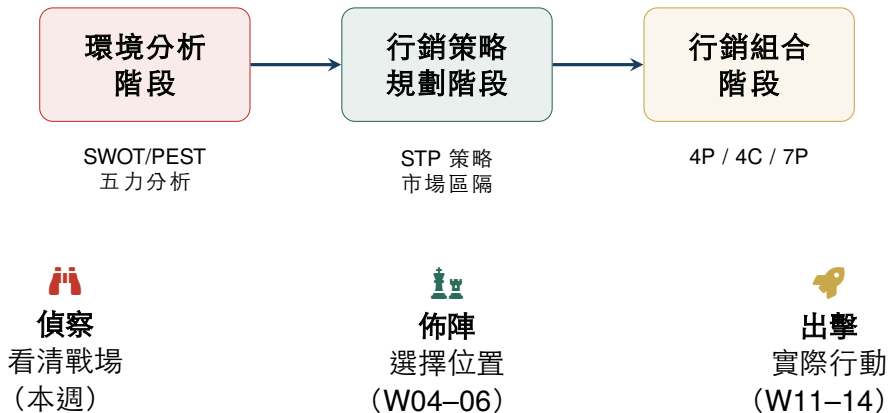 環境分析
階段
行銷策略
規劃階段
行銷組合
階段
SWOT/PEST
五力分析
STP 策略
市場區隔
4P / 4C / 7P
偵察
看清戰場
（本週）
佈陣
選擇位置
（W04–06）
出擊
實際行動
（W11–14）